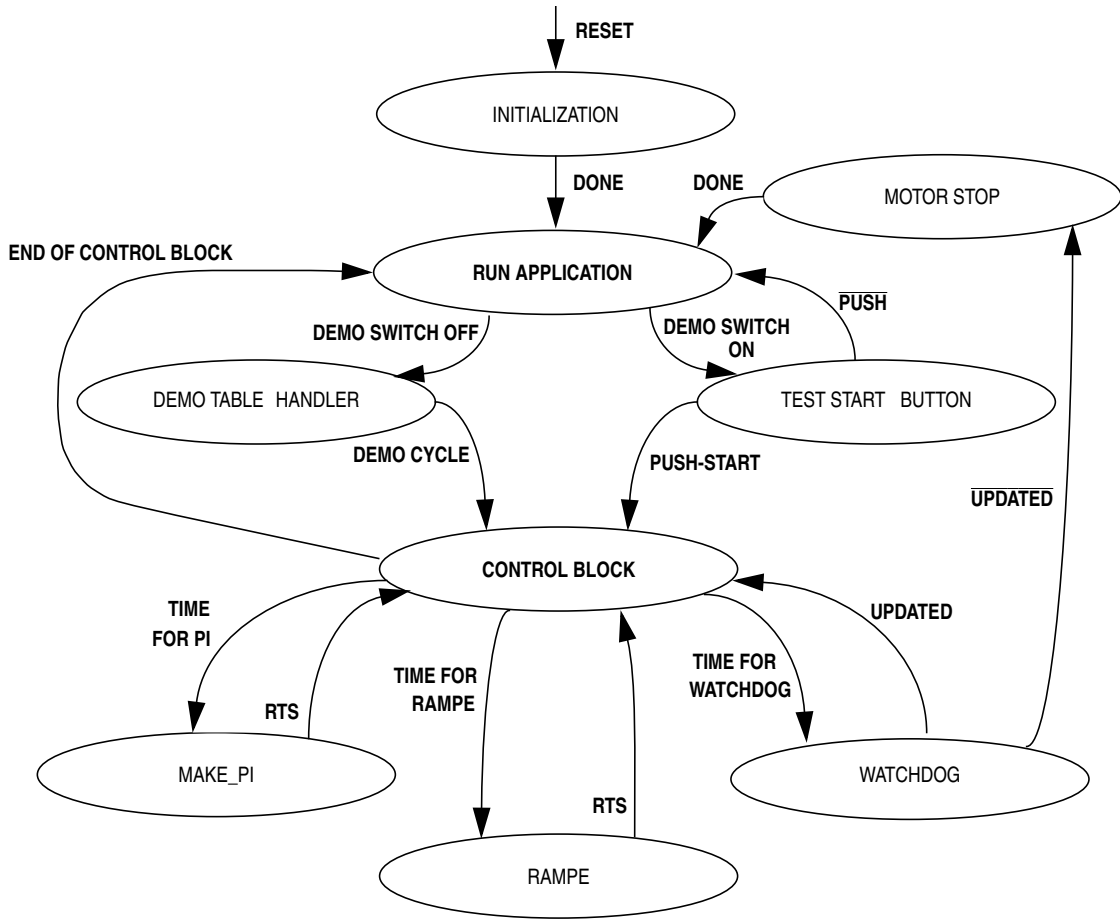 RESET
INITIALIZATION
DONE
DONE
MOTOR STOP
END OF CONTROL BLOCK
RUN APPLICATION
PUSH
DEMO SWITCH OFF
DEMO SWITCH
ON
DEMO TABLE HANDLER
TEST START BUTTON
DEMO CYCLE
PUSH-START
UPDATED
CONTROL BLOCK
TIME
FOR PI
UPDATED
TIME FOR
RAMPE
TIME FOR
WATCHDOG
RTS
MAKE_PI
WATCHDOG
RTS
RAMPE